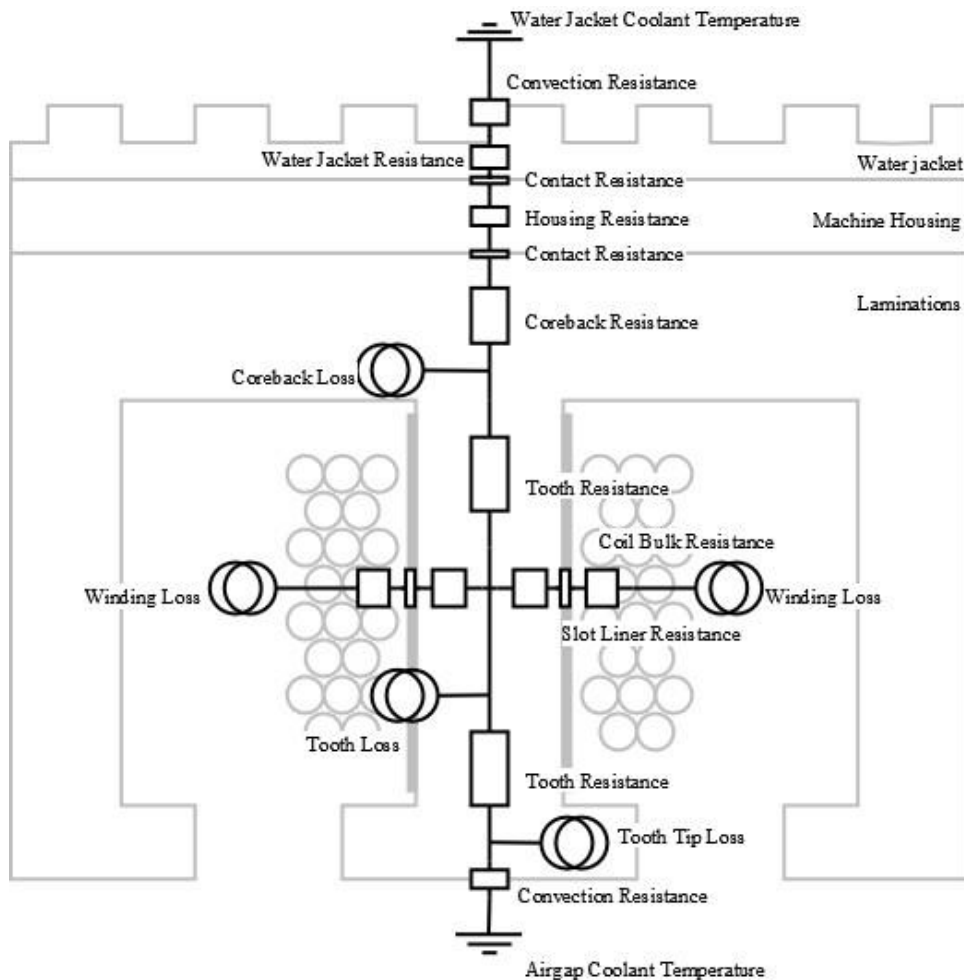 Water Jacket Coolant Temperature
Convection Resistance
Water Jacket Resistance
Water jacket
Contact Resistance
Housing Resistance
Machine Housing
Contact Resistance
Laminations
Coreback Resistance
Coreback Loss
Tooth Resistance
Coil Bulk Resistance
Winding Loss
Winding Loss
Slot Liner Resistance
Tooth Loss
Tooth Resistance
Tooth Tip Loss
Convection Resistance
Airgap Coolant Temperature